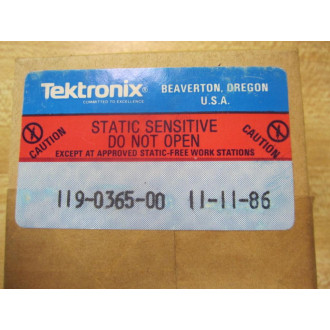 Tektronix®
COMMITTED TO EXCELLENCE
BEAVERTON, OREGON
U.S.A.
STATIC SENSITIVE
DO NOT OPEN
EXCEPT AT APPROVED STATIC-FREE WORK STATIONS
CAUTION
CAUTION
119-0365-00 11-11-86